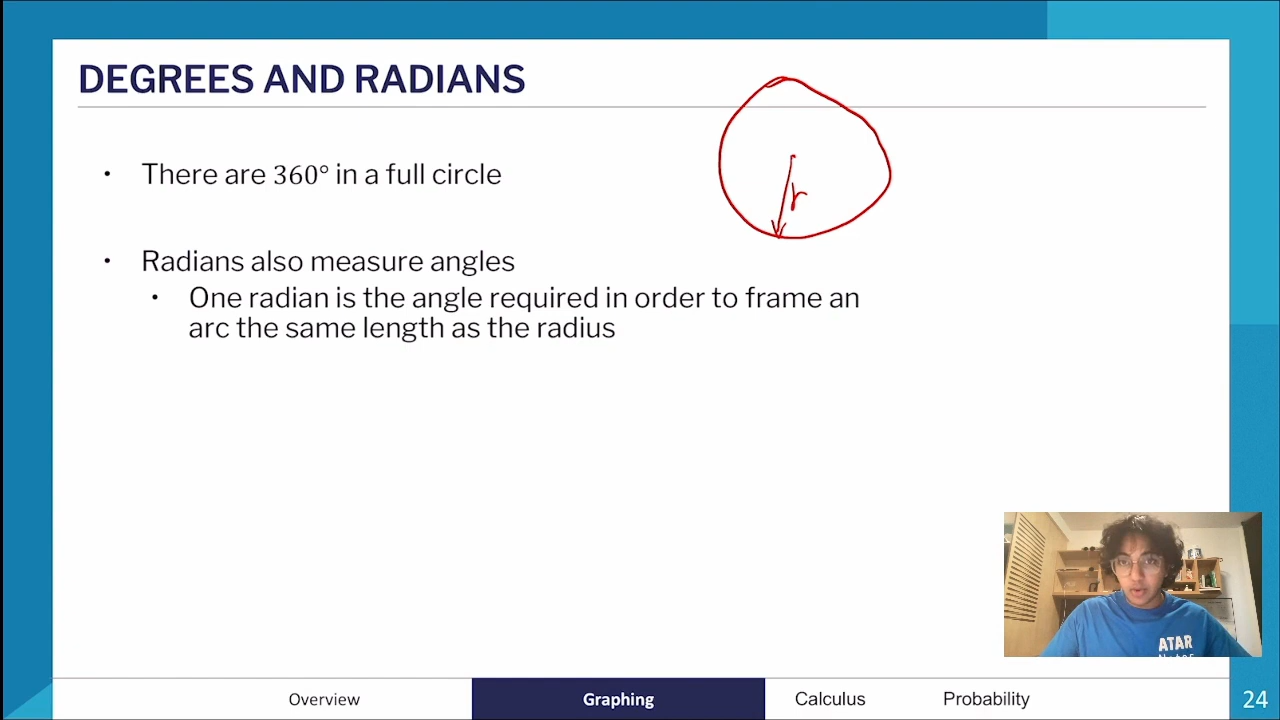 DEGREES AND RADIANS
• There are 360° in a full circle
r
• Radians also measure angles
• One radian is the angle required in order to frame an
arc the same length as the radius
ATAR
Notes
Overview
Graphing
Calculus
Probability
24